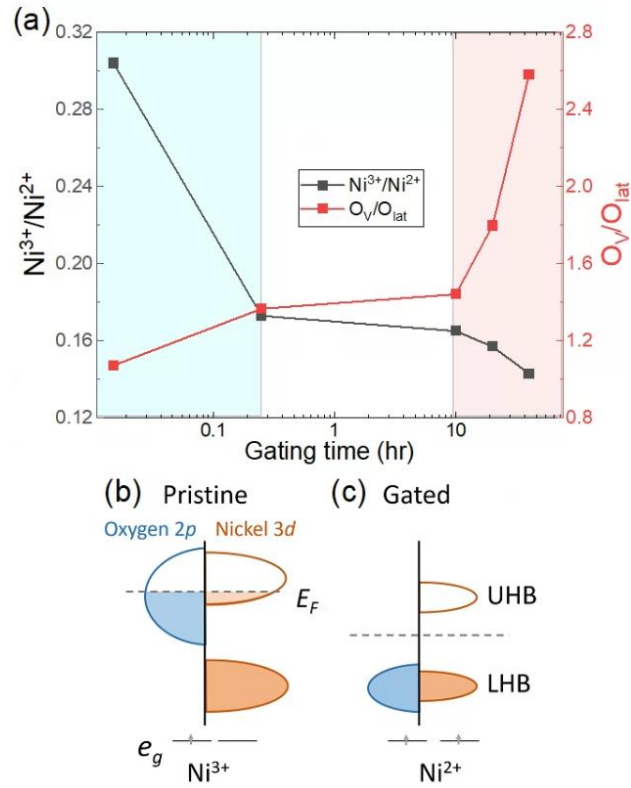 (a)
0.32
0.28
0.24
0.20
0.16
0.12
Ni³⁺/Ni²⁺
Ni³⁺/Ni²⁺
O_V/O_lat
2.8
2.4
2.0
1.6
1.2
0.8
O_V/O_lat
0.1
1
10
Gating time (hr)
(b) Pristine
Oxygen 2p Nickel 3d
E_F
e_g
Ni³⁺
(c) Gated
UHB
LHB
Ni²⁺